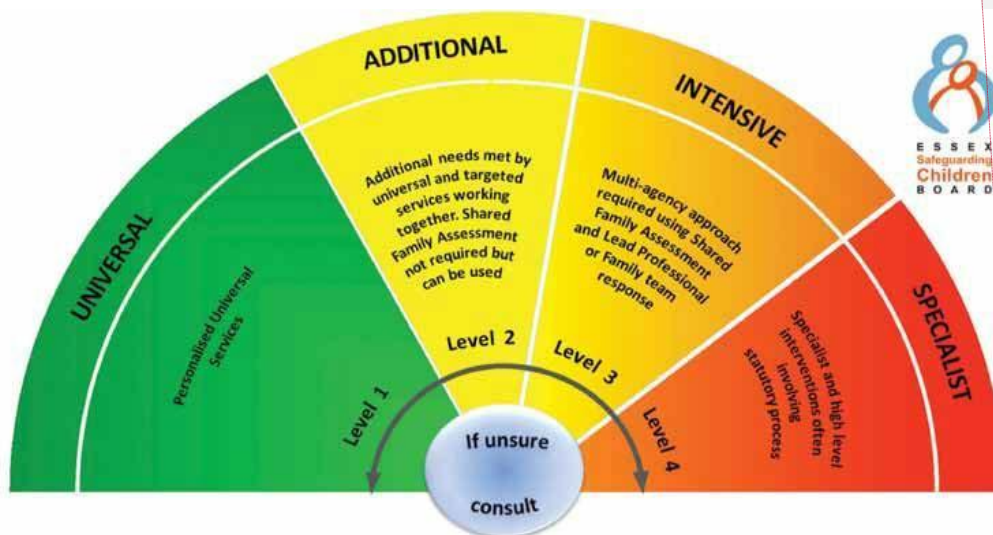 UNIVERSAL
Personalised Universal
Services
Level 1
ADDITIONAL
Additional needs met by
universal and targeted
services working
together. Shared
Family Assessment
not required but
can be used
Level 2
INTENSIVE
Multi-agency approach
required using Shared
Family Assessment
and Lead Professional
or Family team
response
Level 3
SPECIALIST
Specialist and high level
interventions often
involving
statutory process
Level 4
If unsure
consult
ESSEX
Safeguarding
Children
BOARD